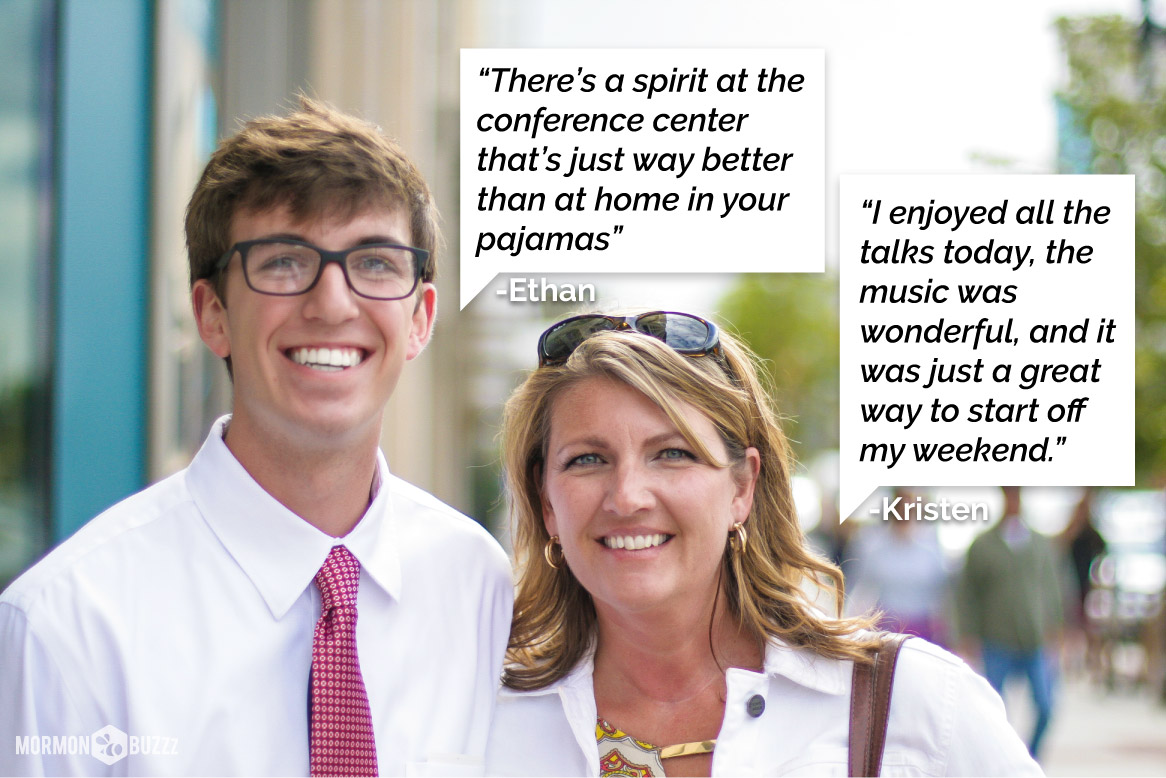 “There’s a spirit at the
conference center
that’s just way better
than at home in your
pajamas”
-Ethan
“I enjoyed all the
talks today, the
music was
wonderful, and it
was just a great
way to start off
my weekend.”
-Kristen
MORMON BUZZz